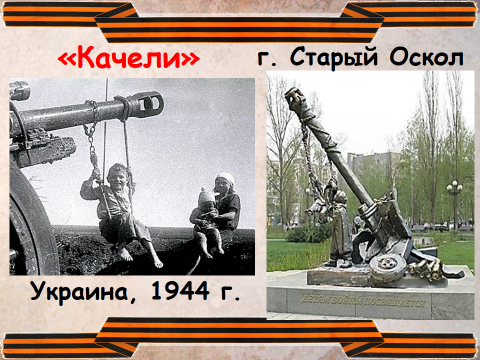 «Качели»
г. Старый Оскол
Украина, 1944 г.
ДЕТЯМ ВОЙНЫ ПОСВЯЩАЕТСЯ